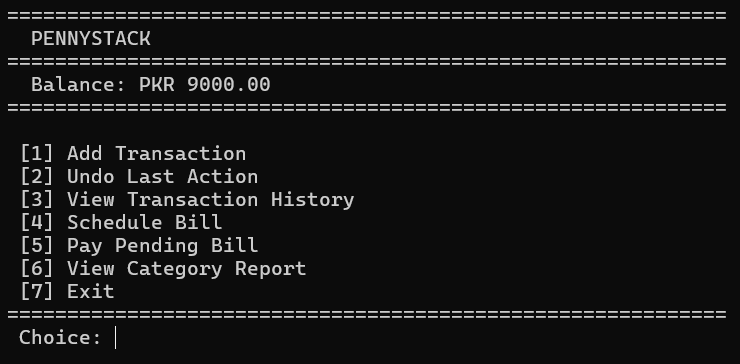 ============================================================
PENNYSTACK
============================================================
Balance: PKR 9000.00
============================================================
[1] Add Transaction
[2] Undo Last Action
[3] View Transaction History
[4] Schedule Bill
[5] Pay Pending Bill
[6] View Category Report
[7] Exit
============================================================
Choice: